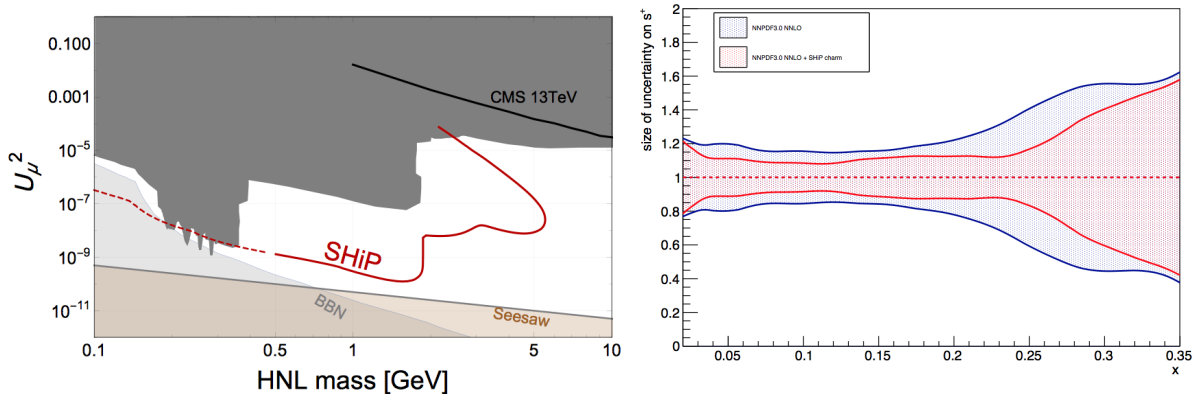 0.100
0.001
10⁻⁵
10⁻⁷
10⁻⁹
10⁻¹¹
U_μ²
CMS 13TeV
SHiP
BBN
Seesaw
0.1 0.5 1 5 10
HNL mass [GeV]
size of uncertainty on s⁺
2
1.8
1.6
1.4
1.2
1
0.8
0.6
0.4
0.2
0
NNPDF3.0 NNLO
NNPDF3.0 NNLO + SHiP charm
0.05 0.1 0.15 0.2 0.25 0.3 0.35
x